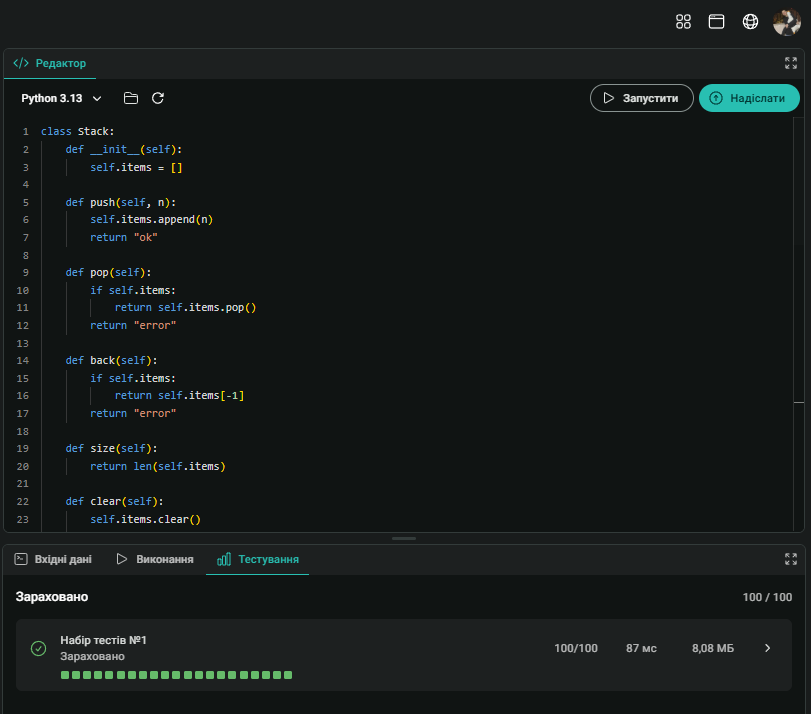 </> Редактор
Python 3.13
Запустити
Надіслати
1 class Stack:
2     def __init__(self):
3         self.items = []
4
5     def push(self, n):
6         self.items.append(n)
7         return "ok"
8
9     def pop(self):
10         if self.items:
11             return self.items.pop()
12         return "error"
13
14     def back(self):
15         if self.items:
16             return self.items[-1]
17         return "error"
18
19     def size(self):
20         return len(self.items)
21
22     def clear(self):
23         self.items.clear()
Вхідні дані Виконання Тестування
Зараховано 100 / 100
Набір тестів №1
Зараховано
100/100 87 мс 8,08 МБ